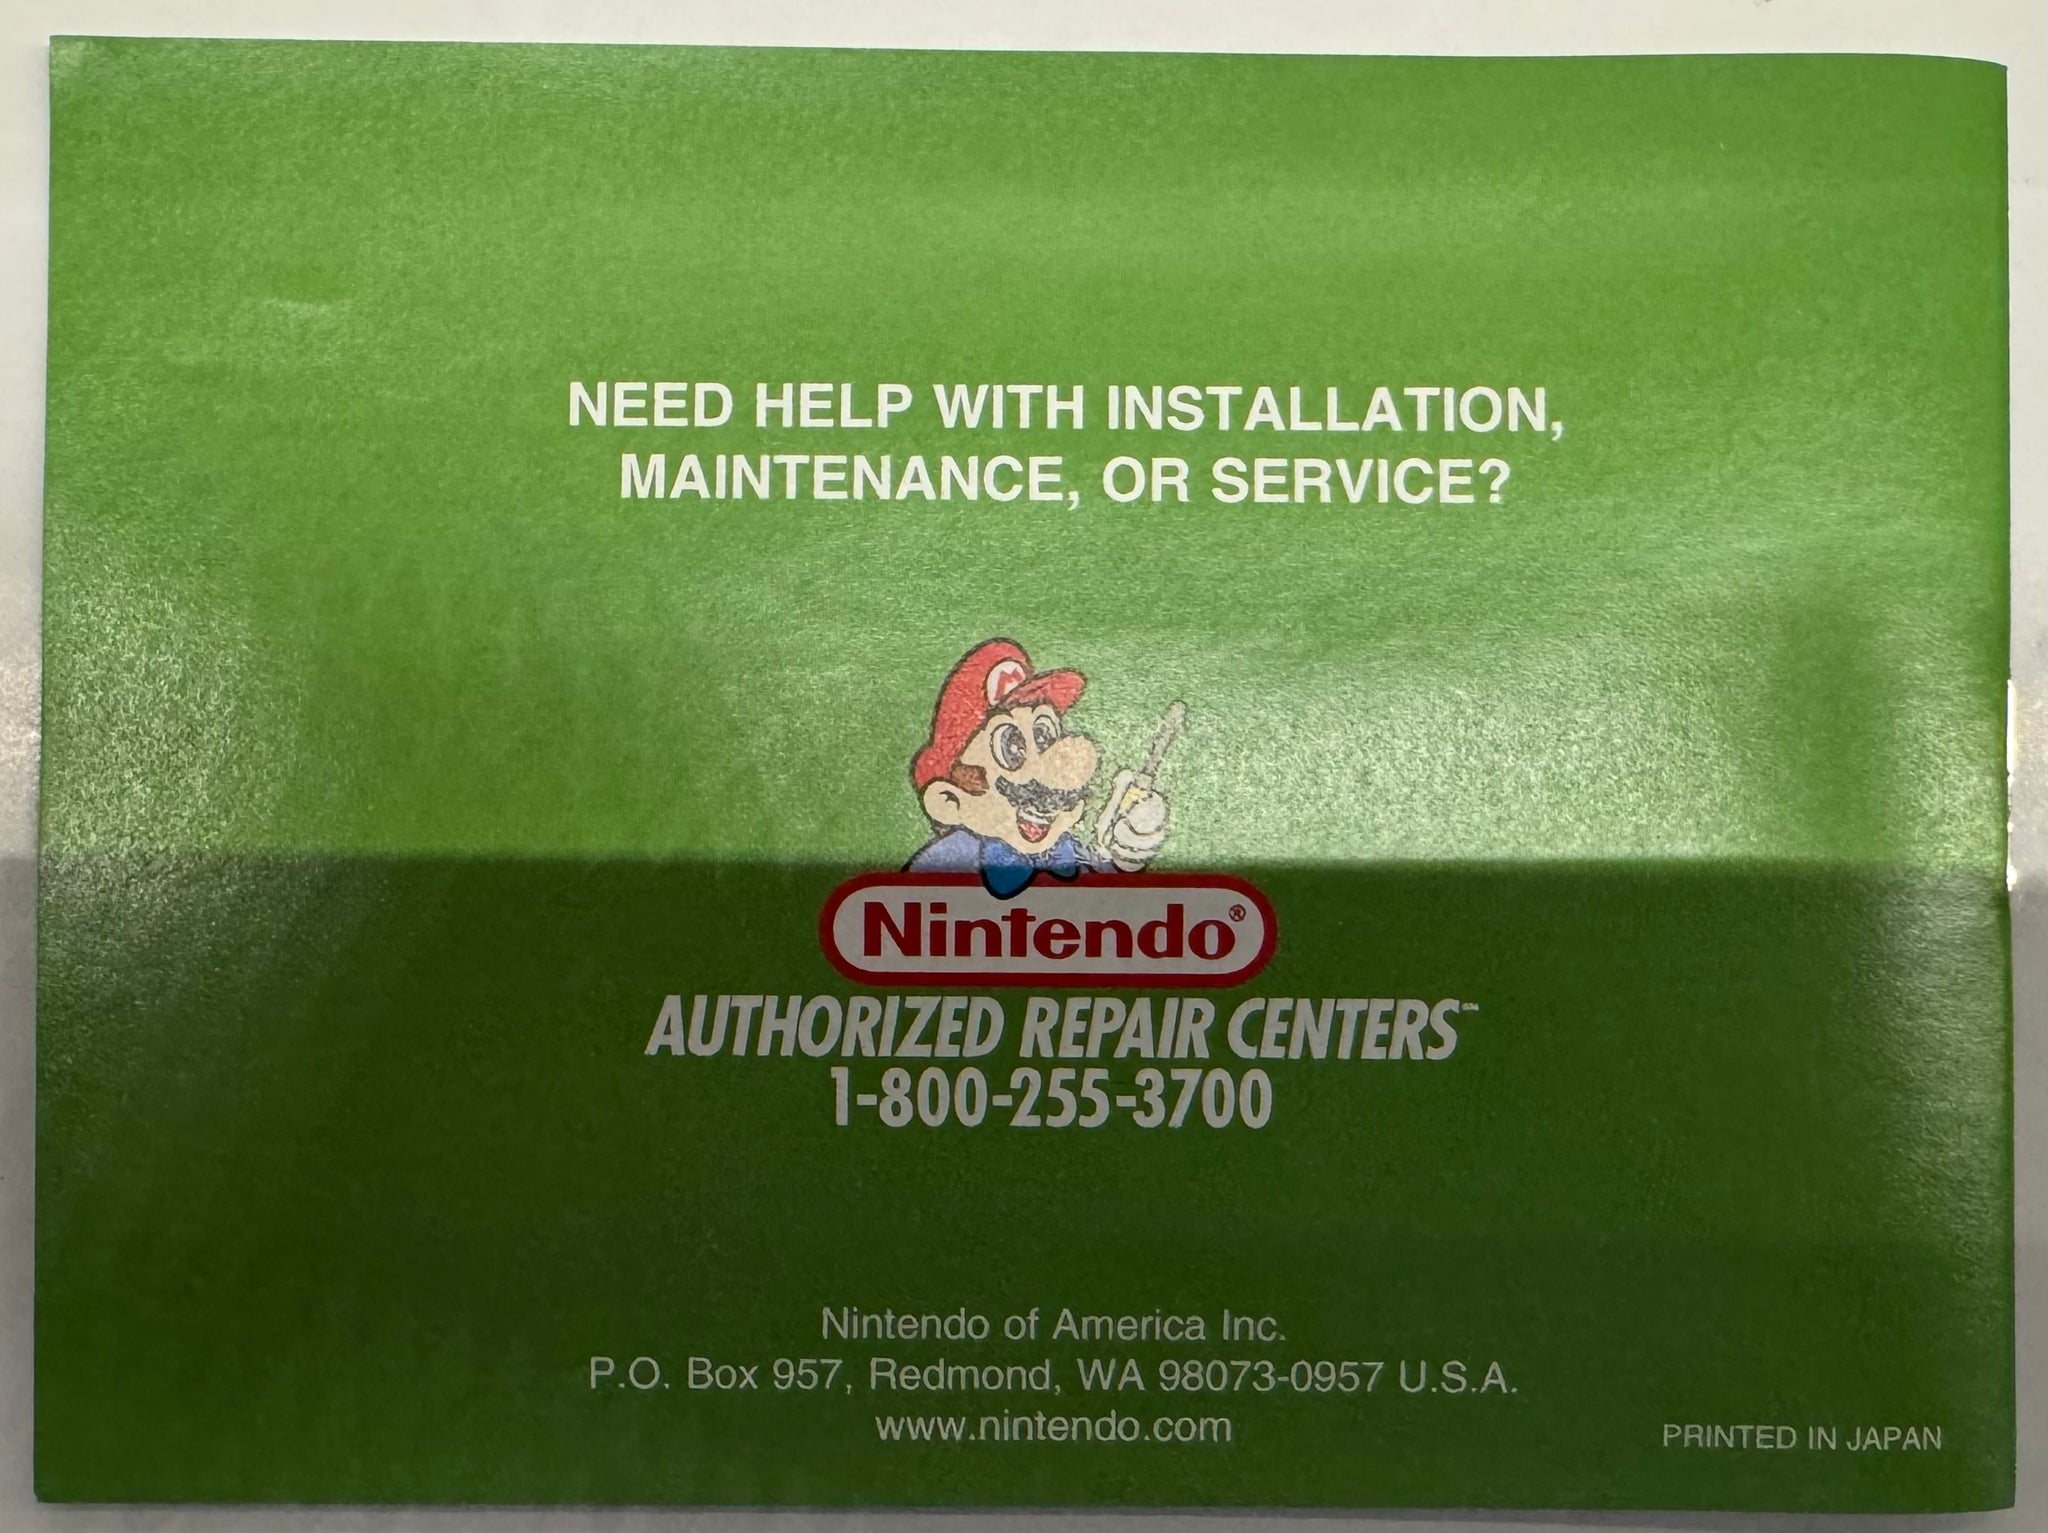 NEED HELP WITH INSTALLATION,
MAINTENANCE, OR SERVICE?
M
Nintendo®
AUTHORIZED REPAIR CENTERS℠
1-800-255-3700
Nintendo of America Inc.
P.O. Box 957, Redmond, WA 98073-0957 U.S.A.
www.nintendo.com
PRINTED IN JAPAN